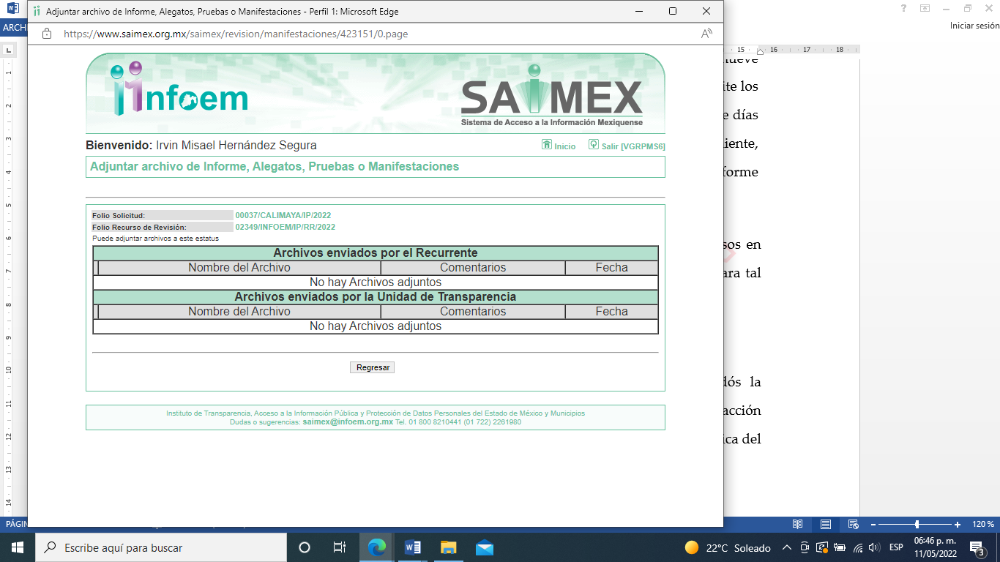 Adjuntar archivo de Informe, Alegatos, Pruebas o Manifestaciones - Perfil 1: Microsoft Edge
https://www.saimex.org.mx/saimex/revision/manifestaciones/423151/0.page
Infoem
SAIMEX
Sistema de Acceso a la Información Mexiquense
Bienvenido: Irvin Misael Hernández Segura
Inicio
Salir [VGRPMS6]
Adjuntar archivo de Informe, Alegatos, Pruebas o Manifestaciones
Folio Solicitud: 00037/CALIMAYA/IP/2022
Folio Recurso de Revisión: 02349/INFOEM/IP/RR/2022
Puede adjuntar archivos a este estatus
Archivos enviados por el Recurrente
Nombre del Archivo Comentarios Fecha
No hay Archivos adjuntos
Archivos enviados por la Unidad de Transparencia
Nombre del Archivo Comentarios Fecha
No hay Archivos adjuntos
Regresar
Instituto de Transparencia, Acceso a la Información Pública y Protección de Datos Personales del Estado de México y Municipios
Dudas o sugerencias: saimex@infoem.org.mx Tel. 01 800 8210441 (01 722) 2261980
ARCHI
Iniciar sesión
15 16 17 18
1
2
3
4
5
6
7
8
9
10
11
12
13
14
ite los
e días
iente,
forme
sos en
ara tal
dós la
acción
ica del
PÁGIN
120 %
Escribe aquí para buscar
22°C Soleado
ESP
06:46 p. m.
11/05/2022
3